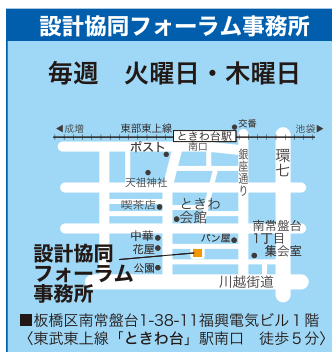 設計協同フォーラム事務所
毎週　火曜日・木曜日
◀成増
東部東上線
ときわ台駅
交番
池袋▶
南口
ポスト
銀座通り
環七
天祖神社
喫茶店
ときわ
会館
南常盤台
1丁目
集会室
中華
花屋
公園
パン屋
設計協同
フォーラム
事務所
川越街道
■板橋区南常盤台1-38-11福興電気ビル１階
〈東武東上線「ときわ台」駅南口　徒歩５分〉